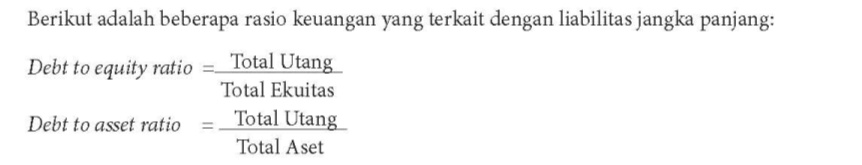 Berikut adalah beberapa rasio keuangan yang terkait dengan liabilitas jangka panjang:
Debt to equity ratio = Total Utang
Total Ekuitas
Debt to asset ratio = Total Utang
Total Aset